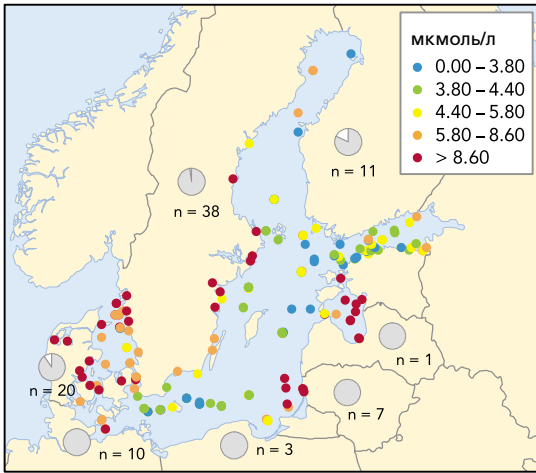 мкмоль/л
0.00 – 3.80
3.80 – 4.40
4.40 – 5.80
5.80 – 8.60
> 8.60
n = 11
n = 38
n = 1
n = 20
n = 7
n = 10
n = 3